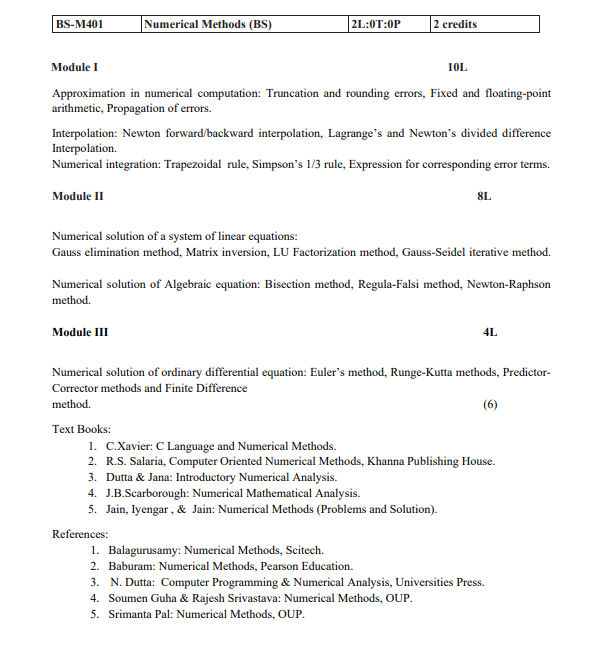 BS-M401 Numerical Methods (BS) 2L:0T:0P 2 credits
Module I 10L
Approximation in numerical computation: Truncation and rounding errors, Fixed and floating-point
arithmetic, Propagation of errors.
Interpolation: Newton forward/backward interpolation, Lagrange's and Newton's divided difference
Interpolation.
Numerical integration: Trapezoidal rule, Simpson's 1/3 rule, Expression for corresponding error terms.
Module II 8L
Numerical solution of a system of linear equations:
Gauss elimination method, Matrix inversion, LU Factorization method, Gauss-Seidel iterative method.
Numerical solution of Algebraic equation: Bisection method, Regula-Falsi method, Newton-Raphson
method.
Module III 4L
Numerical solution of ordinary differential equation: Euler's method, Runge-Kutta methods, Predictor-
Corrector methods and Finite Difference
method. (6)
Text Books:
1. C.Xavier: C Language and Numerical Methods.
2. R.S. Salaria, Computer Oriented Numerical Methods, Khanna Publishing House.
3. Dutta & Jana: Introductory Numerical Analysis.
4. J.B.Scarborough: Numerical Mathematical Analysis.
5. Jain, Iyengar , & Jain: Numerical Methods (Problems and Solution).
References:
1. Balagurusamy: Numerical Methods, Scitech.
2. Baburam: Numerical Methods, Pearson Education.
3. N. Dutta: Computer Programming & Numerical Analysis, Universities Press.
4. Soumen Guha & Rajesh Srivastava: Numerical Methods, OUP.
5. Srimanta Pal: Numerical Methods, OUP.